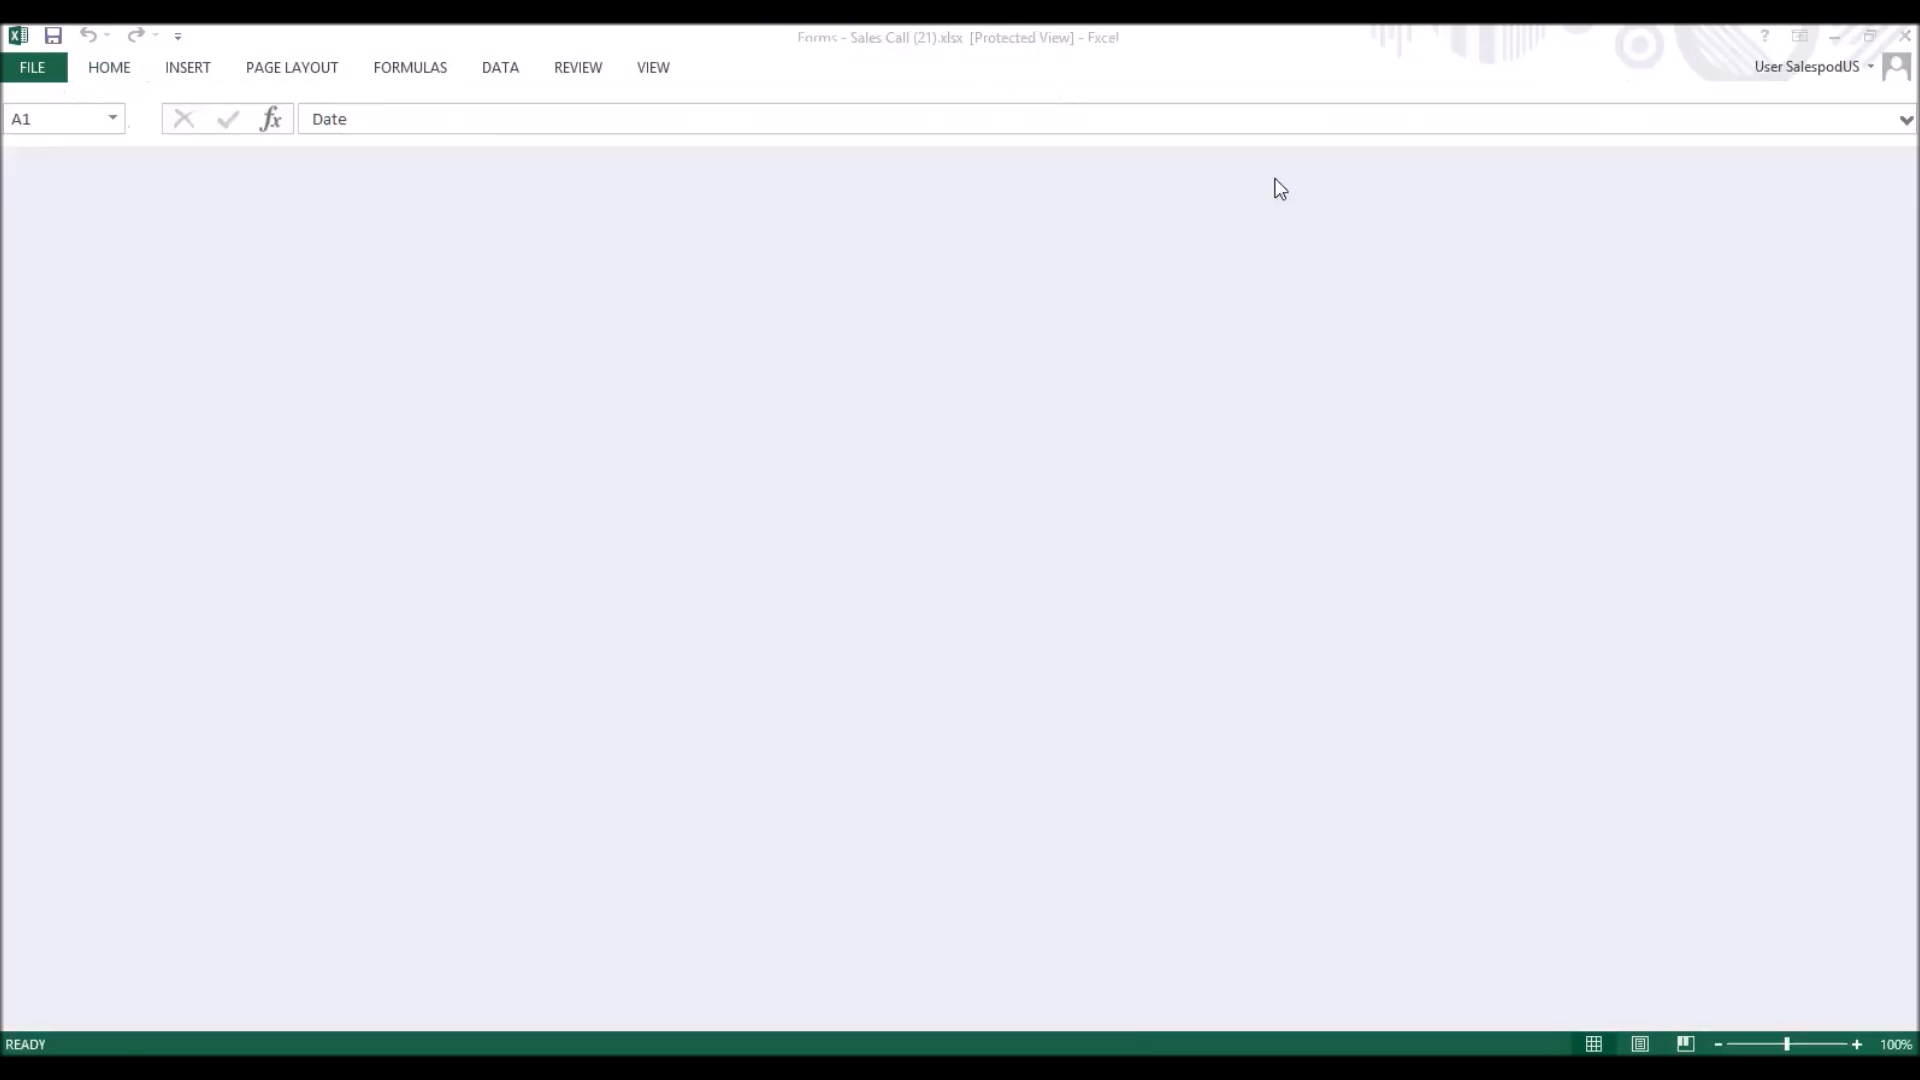 Forms - Sales Call (21).xlsx [Protected View] - Excel
FILE HOME INSERT PAGE LAYOUT FORMULAS DATA REVIEW VIEW User SalespodUS
A1 fx Date
READY 100%